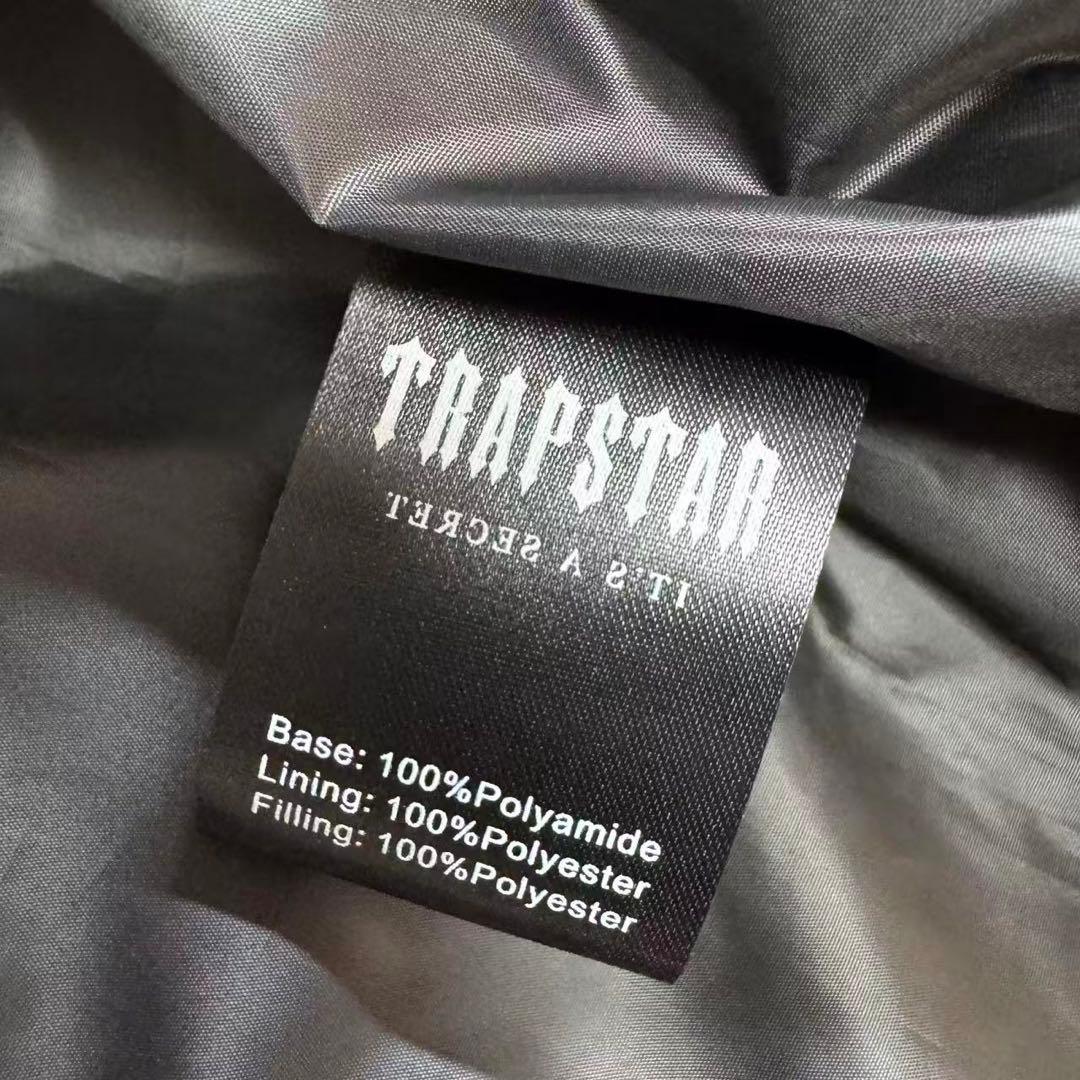 TRAPSTAR
IT'S A SECRET
Base: 100%Polyamide
Lining: 100%Polyester
Filling: 100%Polyester